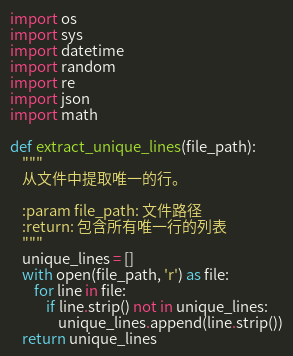 import os
import sys
import datetime
import random
import re
import json
import math

def extract_unique_lines(file_path):
    """
    从文件中提取唯一的行。

    :param file_path: 文件路径
    :return: 包含所有唯一行的列表
    """
    unique_lines = []
    with open(file_path, 'r') as file:
        for line in file:
            if line.strip() not in unique_lines:
                unique_lines.append(line.strip())
    return unique_lines